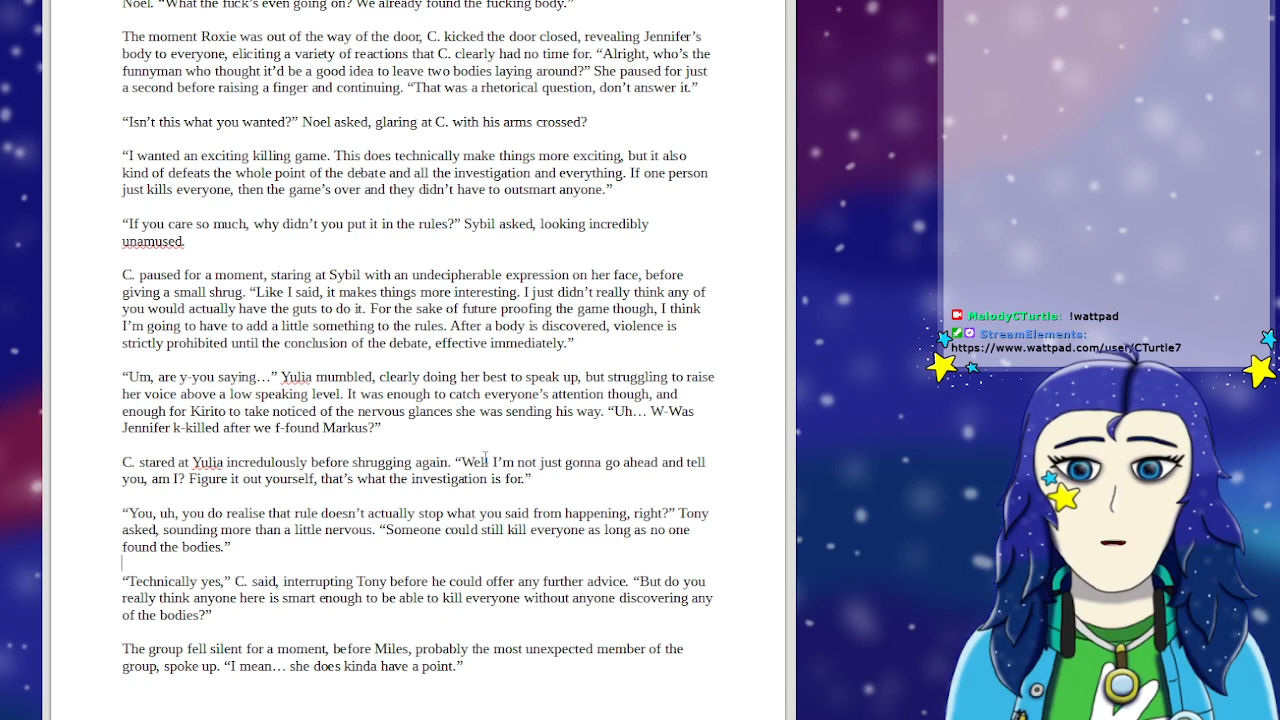 Noel. “What the fuck’s even going on? We already found the fucking body.”
The moment Roxie was out of the way of the door, C. kicked the door closed, revealing Jennifer’s
body to everyone, eliciting a variety of reactions that C. clearly had no time for. “Alright, who’s the
funnyman who thought it’d be a good idea to leave two bodies laying around?” She paused for just
a second before raising a finger and continuing. “That was a rhetorical question, don’t answer it.”
“Isn’t this what you wanted?” Noel asked, glaring at C. with his arms crossed?
“I wanted an exciting killing game. This does technically make things more exciting, but it also
kind of defeats the whole point of the debate and all the investigation and everything. If one person
just kills everyone, then the game’s over and they didn’t have to outsmart anyone.”
“If you care so much, why didn’t you put it in the rules?” Sybil asked, looking incredibly
unamused.
C. paused for a moment, staring at Sybil with an undecipherable expression on her face, before
giving a small shrug. “Like I said, it makes things more interesting. I just didn’t really think any of
you would actually have the guts to do it. For the sake of future proofing the game though, I think
I’m going to have to add a little something to the rules. After a body is discovered, violence is
strictly prohibited until the conclusion of the debate, effective immediately.”
“Um, are y-you saying…” Yulia mumbled, clearly doing her best to speak up, but struggling to raise
her voice above a low speaking level. It was enough to catch everyone’s attention though, and
enough for Kirito to take noticed of the nervous glances she was sending his way. “Uh… W-Was
Jennifer k-killed after we f-found Markus?”
C. stared at Yulia incredulously before shrugging again. “Well I’m not just gonna go ahead and tell
you, am I? Figure it out yourself, that’s what the investigation is for.”
“You, uh, you do realise that rule doesn’t actually stop what you said from happening, right?” Tony
asked, sounding more than a little nervous. “Someone could still kill everyone as long as no one
found the bodies.”
“Technically yes,” C. said, interrupting Tony before he could offer any further advice. “But do you
really think anyone here is smart enough to be able to kill everyone without anyone discovering any
of the bodies?”
The group fell silent for a moment, before Miles, probably the most unexpected member of the
group, spoke up. “I mean… she does kinda have a point.”
MelodyCTurtle: !wattpad
StreamElements:
https://www.wattpad.com/user/CTurtle7